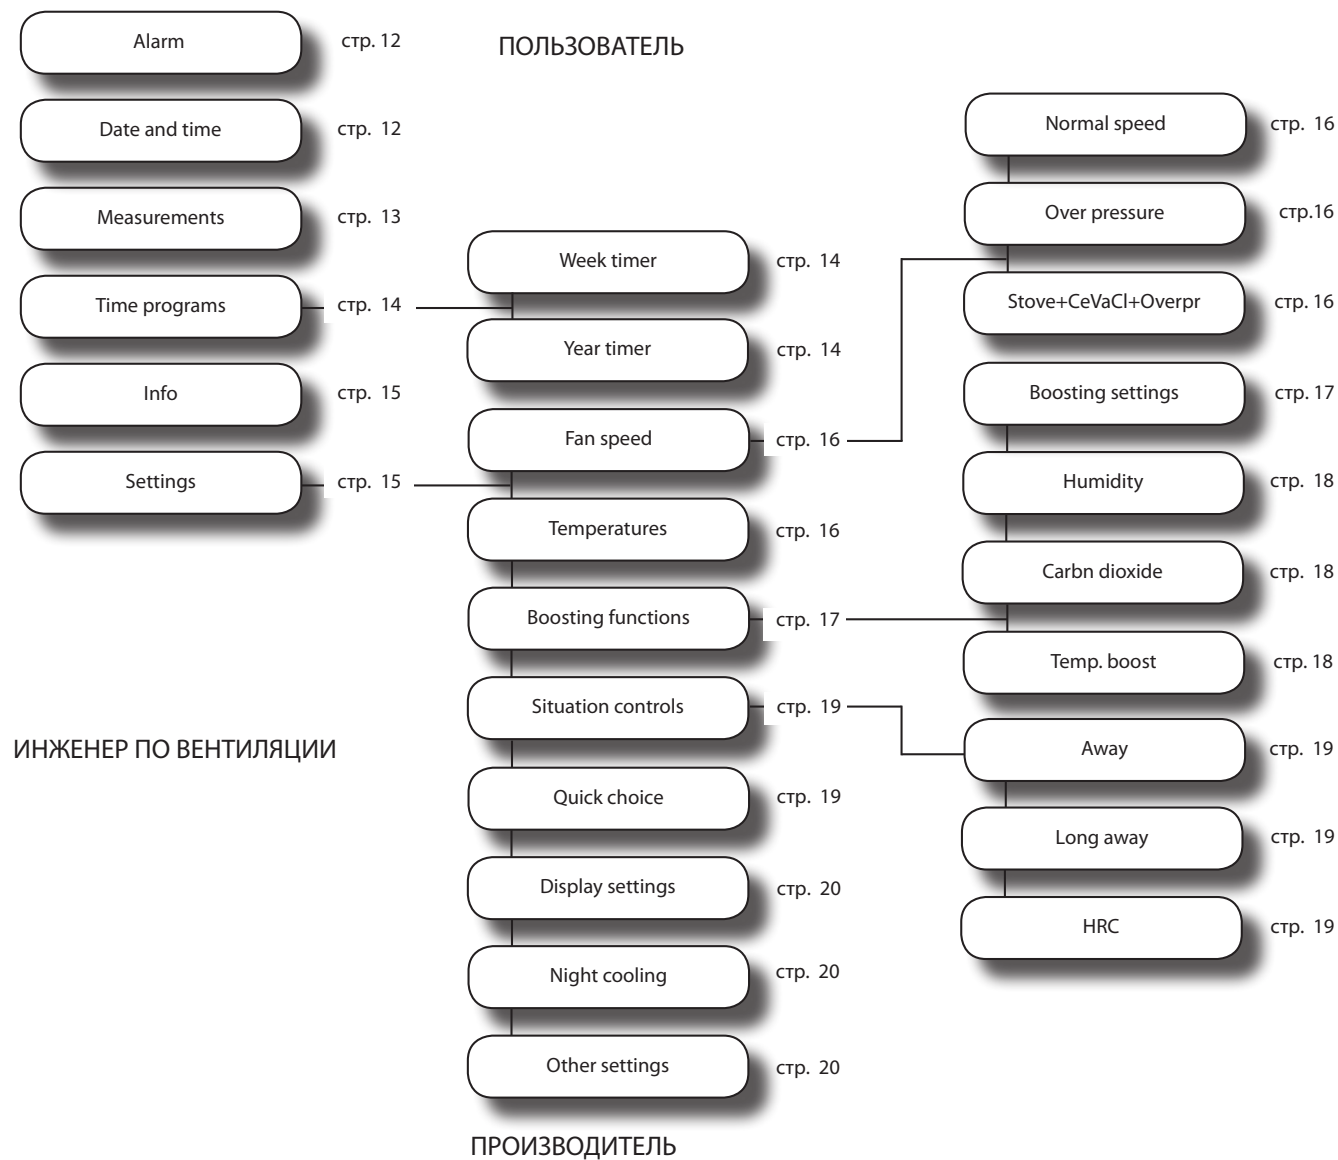 Alarm
стр. 12
ПОЛЬЗОВАТЕЛЬ
Date and time
стр. 12
Measurements
стр. 13
Time programs
стр. 14
Info
стр. 15
Settings
стр. 15
ИНЖЕНЕР ПО ВЕНТИЛЯЦИИ
Week timer
стр. 14
Year timer
стр. 14
Fan speed
стр. 16
Temperatures
стр. 16
Boosting functions
стр. 17
Situation controls
стр. 19
Quick choice
стр. 19
Display settings
стр. 20
Night cooling
стр. 20
Other settings
стр. 20
ПРОИЗВОДИТЕЛЬ
Normal speed
стр. 16
Over pressure
стр.16
Stove+CeVaCl+Overpr
стр. 16
Boosting settings
стр. 17
Humidity
стр. 18
Carbn dioxide
стр. 18
Temp. boost
стр. 18
Away
стр. 19
Long away
стр. 19
HRC
стр. 19